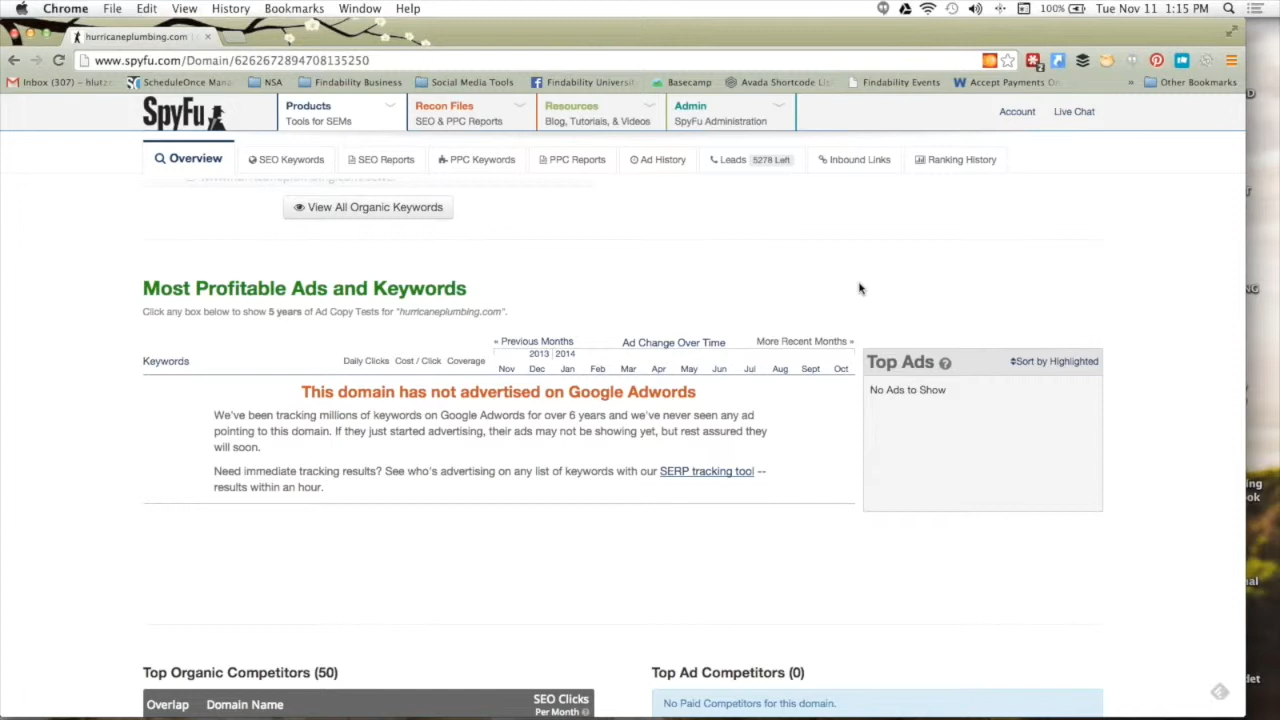 Chrome File Edit View History Bookmarks Window Help 100% Tue Nov 11 1:15 PM
hurricaneplumbing.com
www.spyfu.com/Domain/6262672894708135250
Inbox (307) – hlutz ScheduleOnce Mana NSA Findability Business Social Media Tools Findability Universit Basecamp Avada Shortcode Lis Findability Events Accept Payments On » Other Bookmarks
SpyFu
Products
Tools for SEMs
Recon Files
SEO & PPC Reports
Resources
Blog, Tutorials, & Videos
Admin
SpyFu Administration
Account Live Chat
Overview SEO Keywords SEO Reports PPC Keywords PPC Reports Ad History Leads 5278 Left Inbound Links Ranking History
View All Organic Keywords
Most Profitable Ads and Keywords
Click any box below to show 5 years of Ad Copy Tests for "hurricaneplumbing.com".
« Previous Months Ad Change Over Time More Recent Months »
2013 2014
Keywords Daily Clicks Cost / Click Coverage Nov Dec Jan Feb Mar Apr May Jun Jul Aug Sept Oct
Top Ads ? Sort by Highlighted
No Ads to Show
This domain has not advertised on Google Adwords
We've been tracking millions of keywords on Google Adwords for over 6 years and we've never seen any ad
pointing to this domain. If they just started advertising, their ads may not be showing yet, but rest assured they
will soon.
Need immediate tracking results? See who's advertising on any list of keywords with our SERP tracking tool --
results within an hour.
Top Organic Competitors (50)
Overlap Domain Name SEO Clicks
Per Month
Top Ad Competitors (0)
No Paid Competitors for this domain.